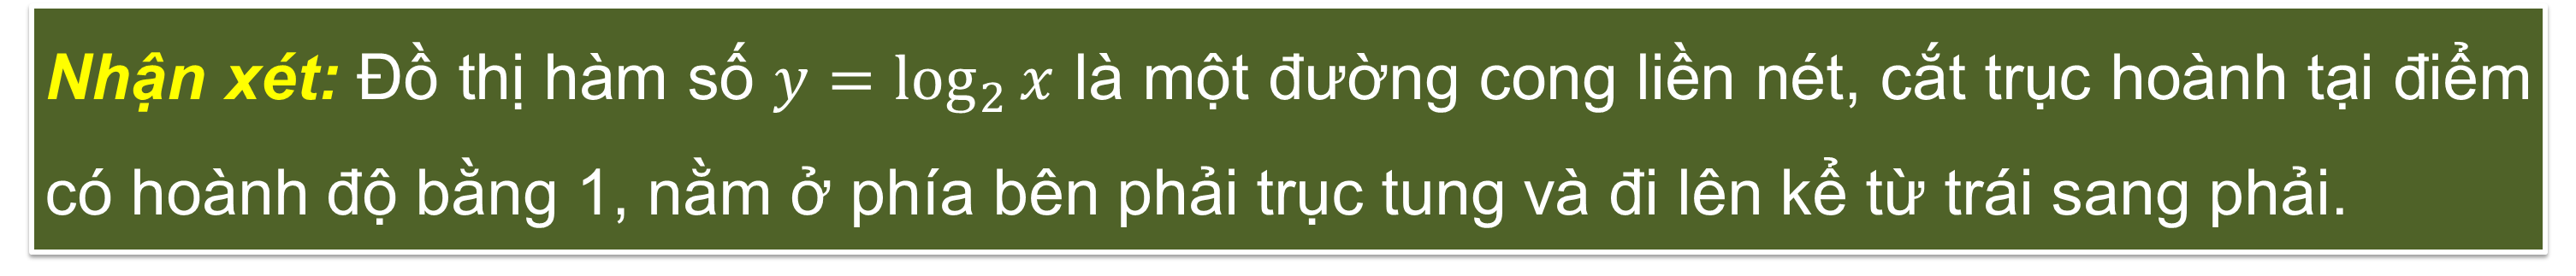 Nhận xét: Đồ thị hàm số y = log₂ x là một đường cong liền nét, cắt trục hoành tại điểm
có hoành độ bằng 1, nằm ở phía bên phải trục tung và đi lên kể từ trái sang phải.